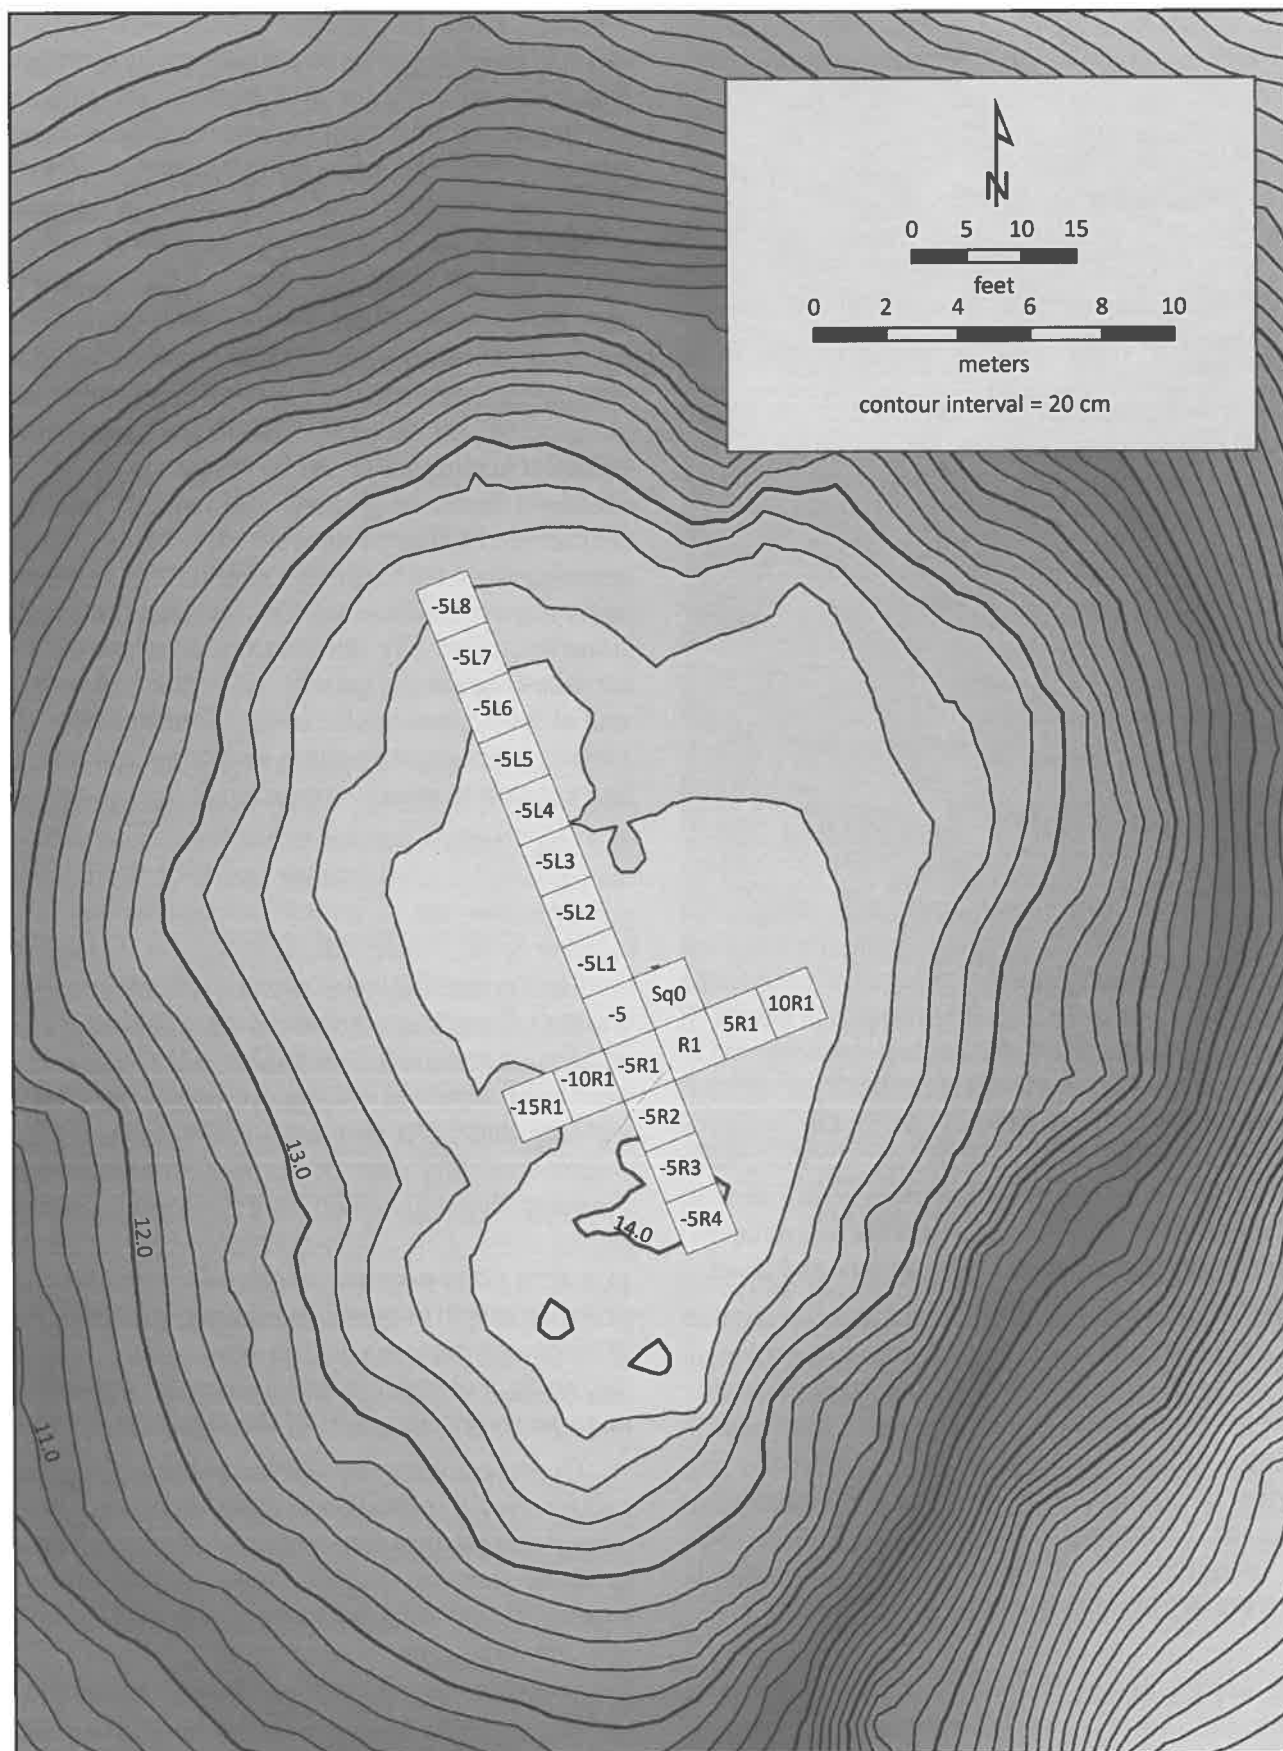 N
0 5 10 15
feet
0 2 4 6 8 10
meters
contour interval = 20 cm
-5L8
-5L7
-5L6
-5L5
-5L4
-5L3
-5L2
-5L1
Sq0
10R1
-5
5R1
R1
-5R1
-10R1
-15R1
-5R2
-5R3
13.0
-5R4
14.0
12.0
11.0